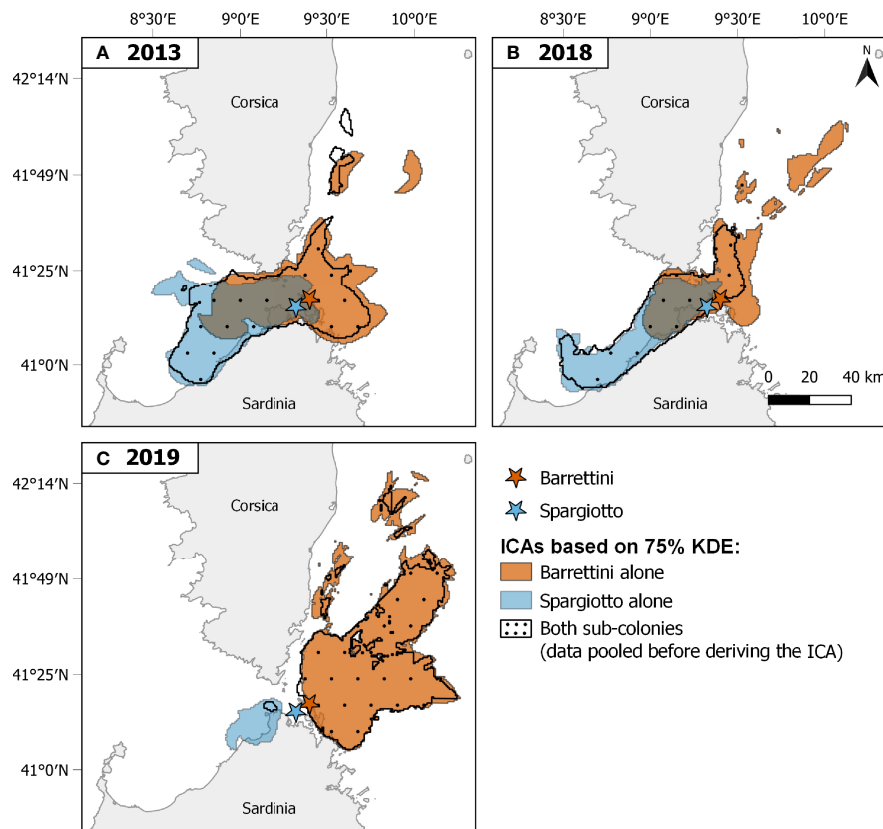 8°30′S 9°0′E 9°30′S 10°0′E
8°30′S 9°0′E 9°30′S 10°0′E
A 2013
B 2018
N
42°14′N
Corsica
Corsica
41°49′N
41°25′N
41°0′N
0 20 40 km
Sardinia
Sardinia
C 2019
42°14′N
Corsica
41°49′N
41°25′N
41°0′N
Sardinia
Barrettini
Spargiotto
ICAs based on 75% KDE:
Barrettini alone
Spargiotto alone
Both sub-colonies
(data pooled before deriving the ICA)